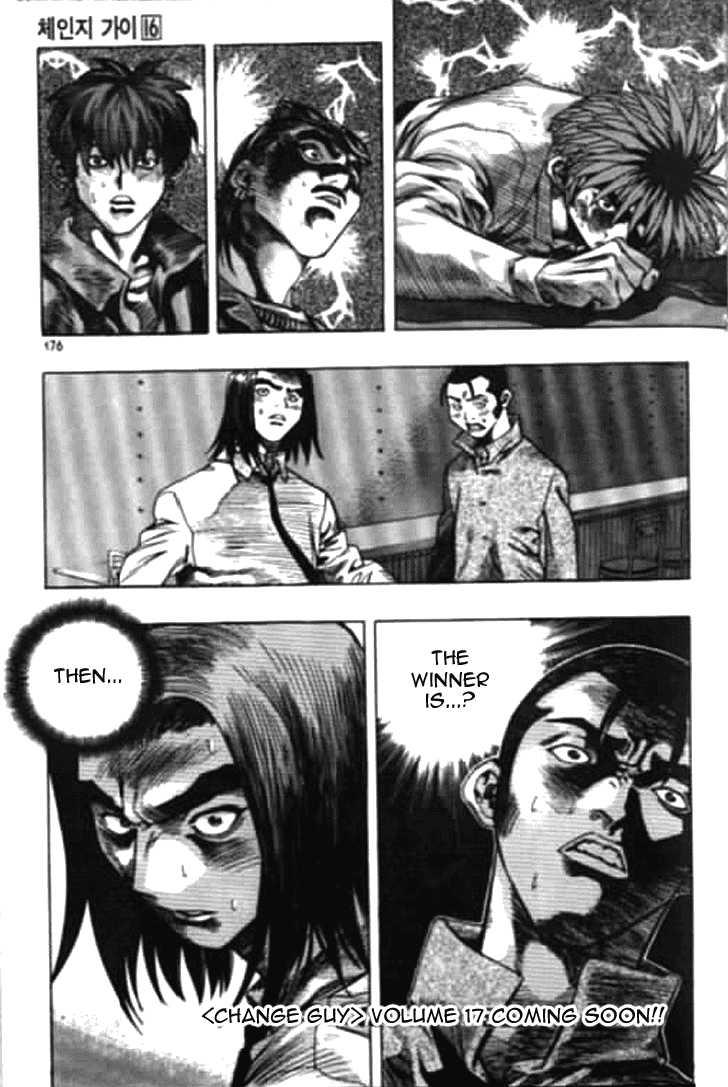 체인지 가이 16
176
THEN...
THE
WINNER
IS...?
<CHANGE GUY> VOLUME 17 COMING SOON!!